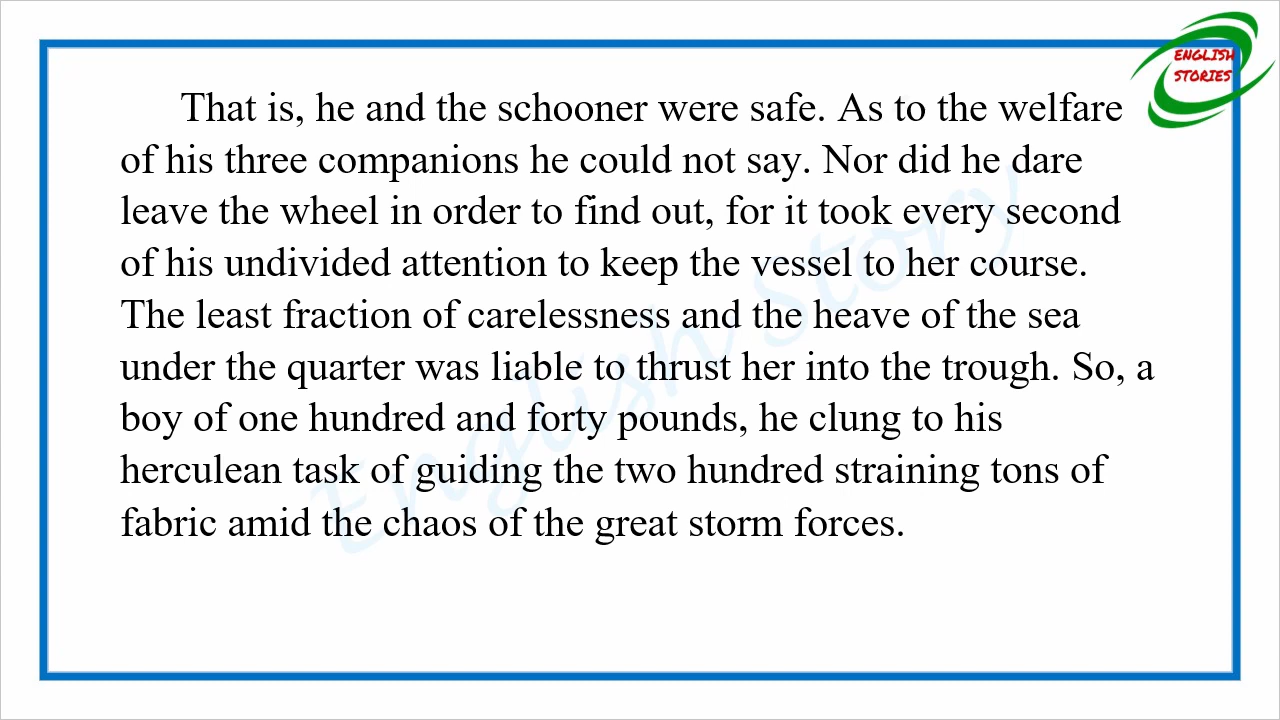 ENGLISH
STORIES
That is, he and the schooner were safe. As to the welfare
of his three companions he could not say. Nor did he dare
leave the wheel in order to find out, for it took every second
of his undivided attention to keep the vessel to her course.
The least fraction of carelessness and the heave of the sea
under the quarter was liable to thrust her into the trough. So, a
boy of one hundred and forty pounds, he clung to his
herculean task of guiding the two hundred straining tons of
fabric amid the chaos of the great storm forces.
English Story